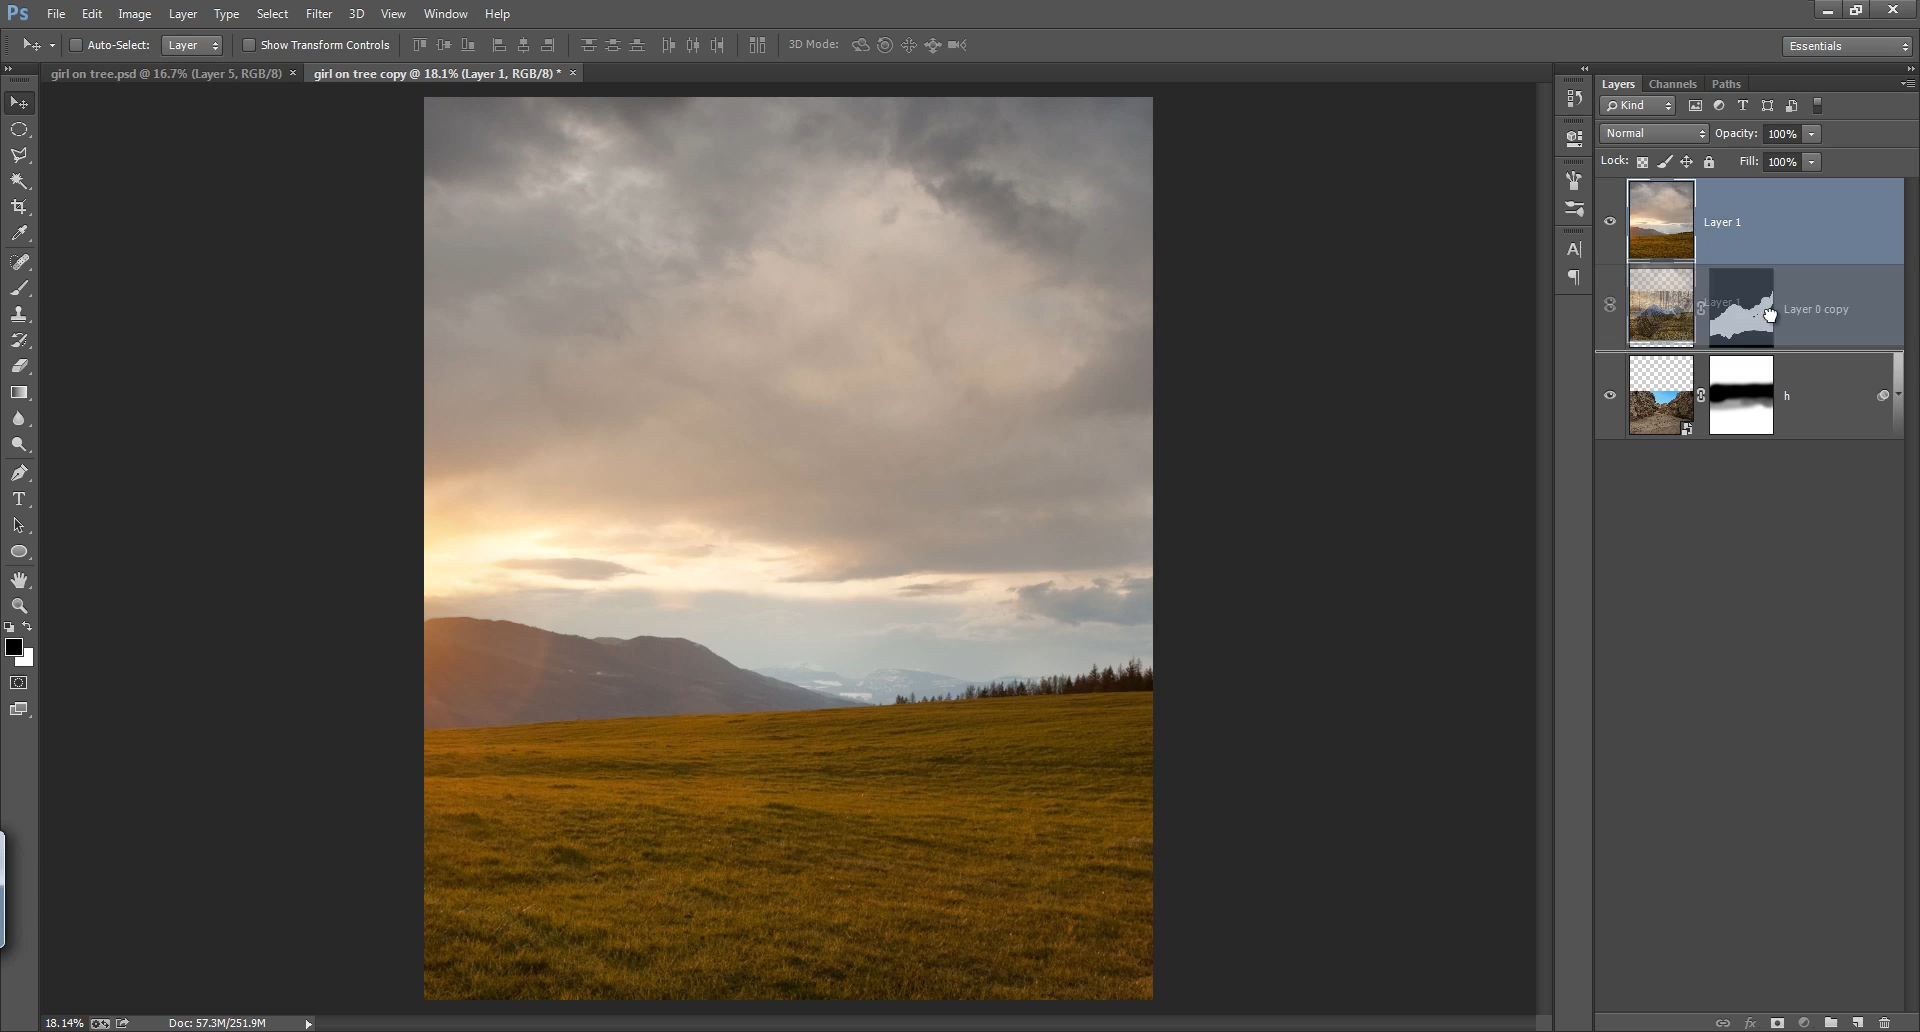 Ps File Edit Image Layer Type Select Filter 3D View Window Help
Auto-Select: Layer Show Transform Controls 3D Mode: Essentials
girl on tree.psd @ 16.7% (Layer 5, RGB/8) × girl on tree copy @ 18.1% (Layer 1, RGB/8) * ×
Layers Channels Paths
Kind
Normal Opacity: 100%
Lock: Fill: 100%
Layer 1
Layer 1
Layer 0 copy
h
18.14% Doc: 57.3M/251.9M